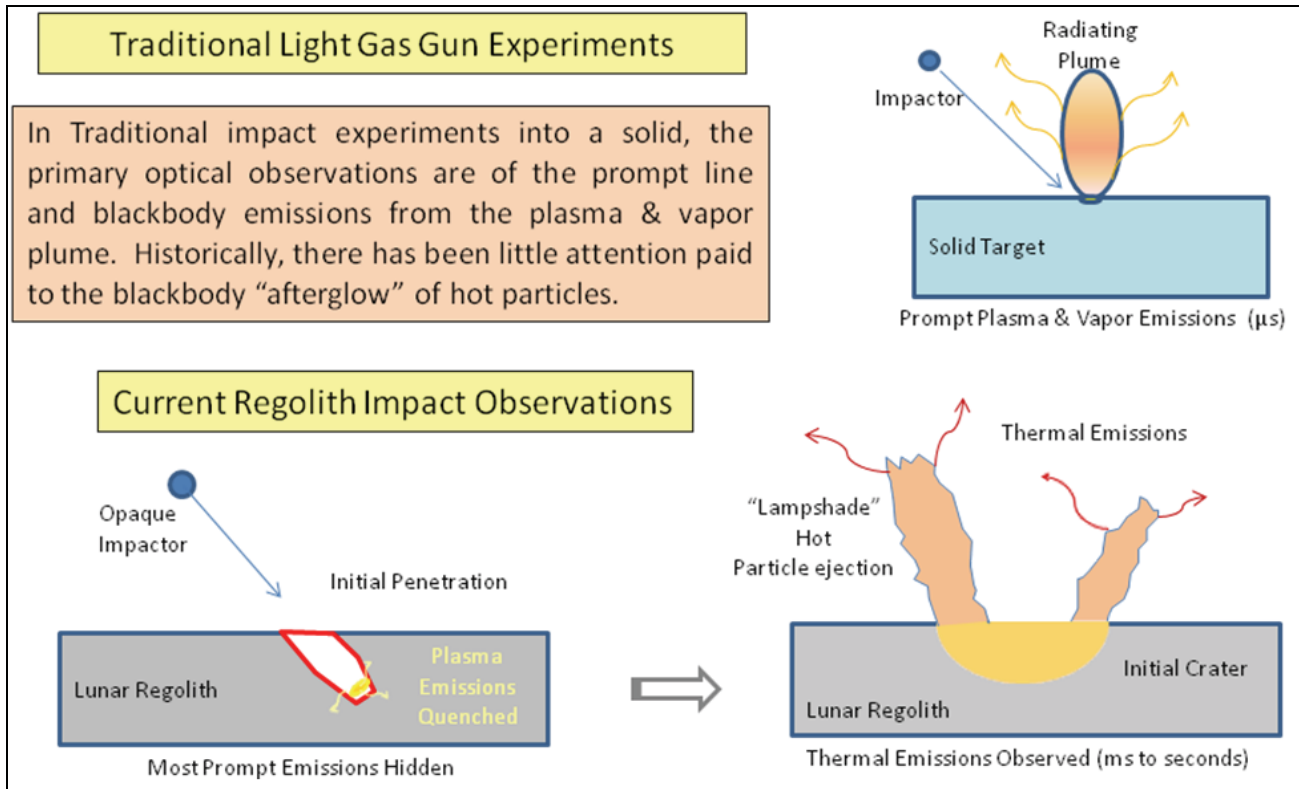 Traditional Light Gas Gun Experiments
In Traditional impact experiments into a solid, the
primary optical observations are of the prompt line
and blackbody emissions from the plasma & vapor
plume. Historically, there has been little attention paid
to the blackbody “afterglow” of hot particles.
Radiating
Plume
Impactor
Solid Target
Prompt Plasma & Vapor Emissions (µs)
Current Regolith Impact Observations
Opaque
Impactor
Initial Penetration
Lunar Regolith
Plasma
Emissions
Quenched
Most Prompt Emissions Hidden
Thermal Emissions
“Lampshade”
Hot
Particle ejection
Initial Crater
Lunar Regolith
Thermal Emissions Observed (ms to seconds)